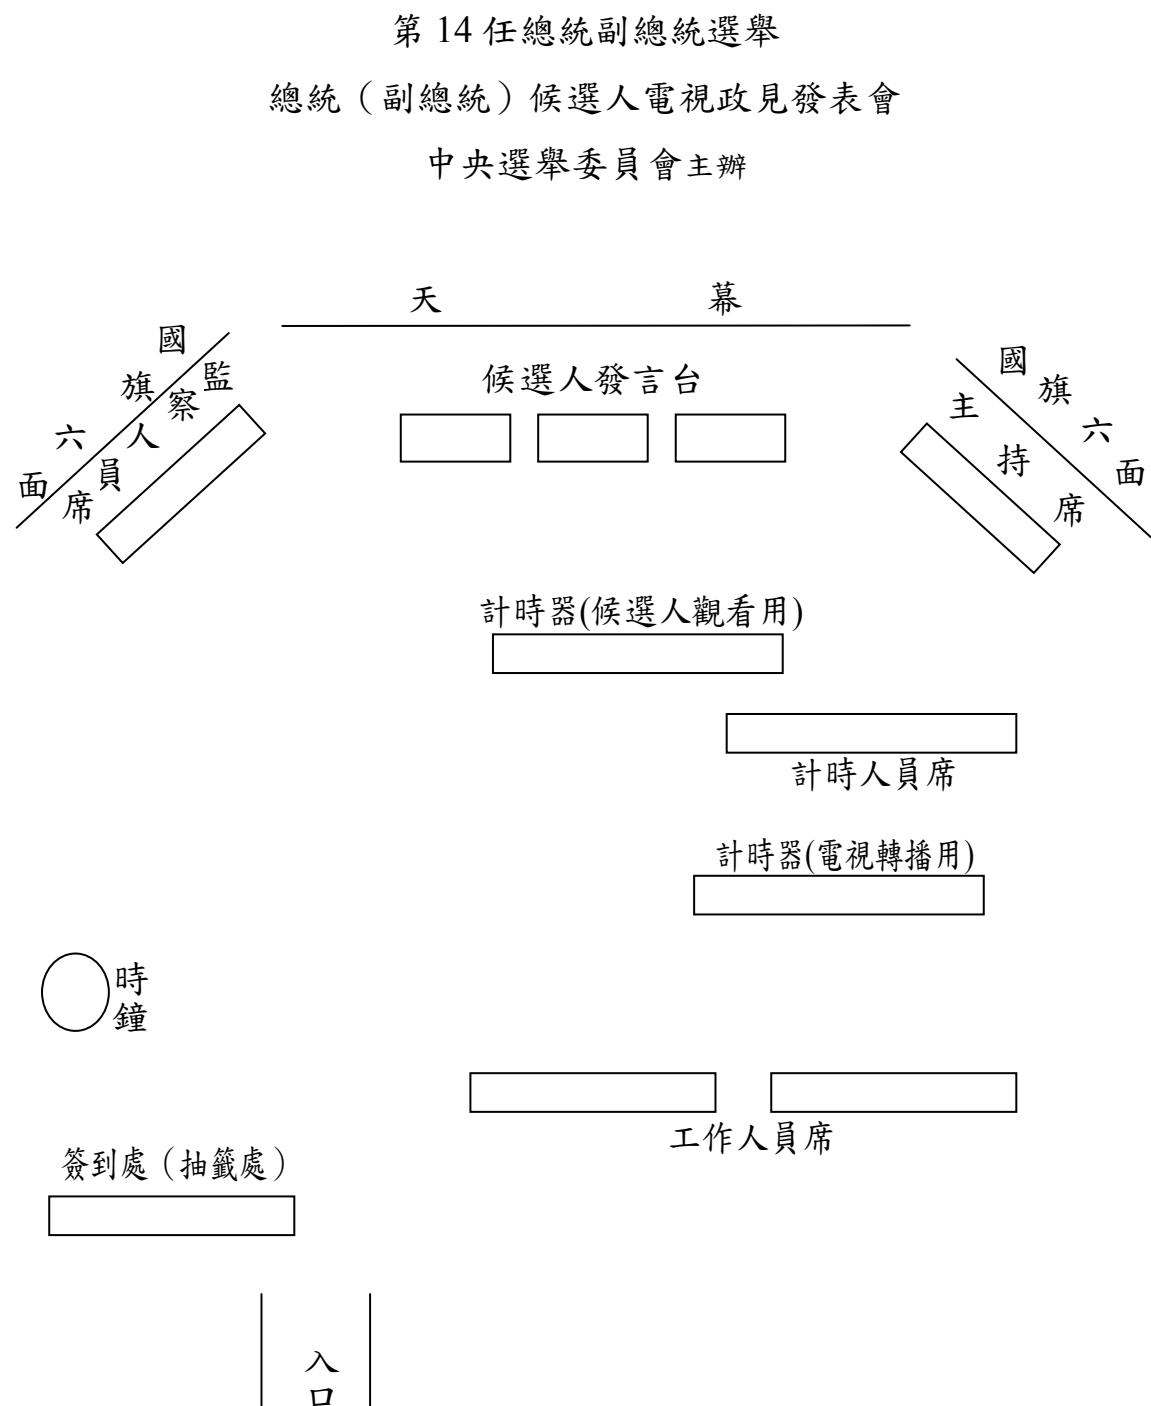 第 14 任總統副總統選舉
總統（副總統）候選人電視政見發表會
中央選舉委員會主辦
天 幕
國旗六面
監察人員席
候選人發言台
國旗六面
主持席
計時器(候選人觀看用)
計時人員席
計時器(電視轉播用)
時鐘
工作人員席
簽到處（抽籤處）
入口